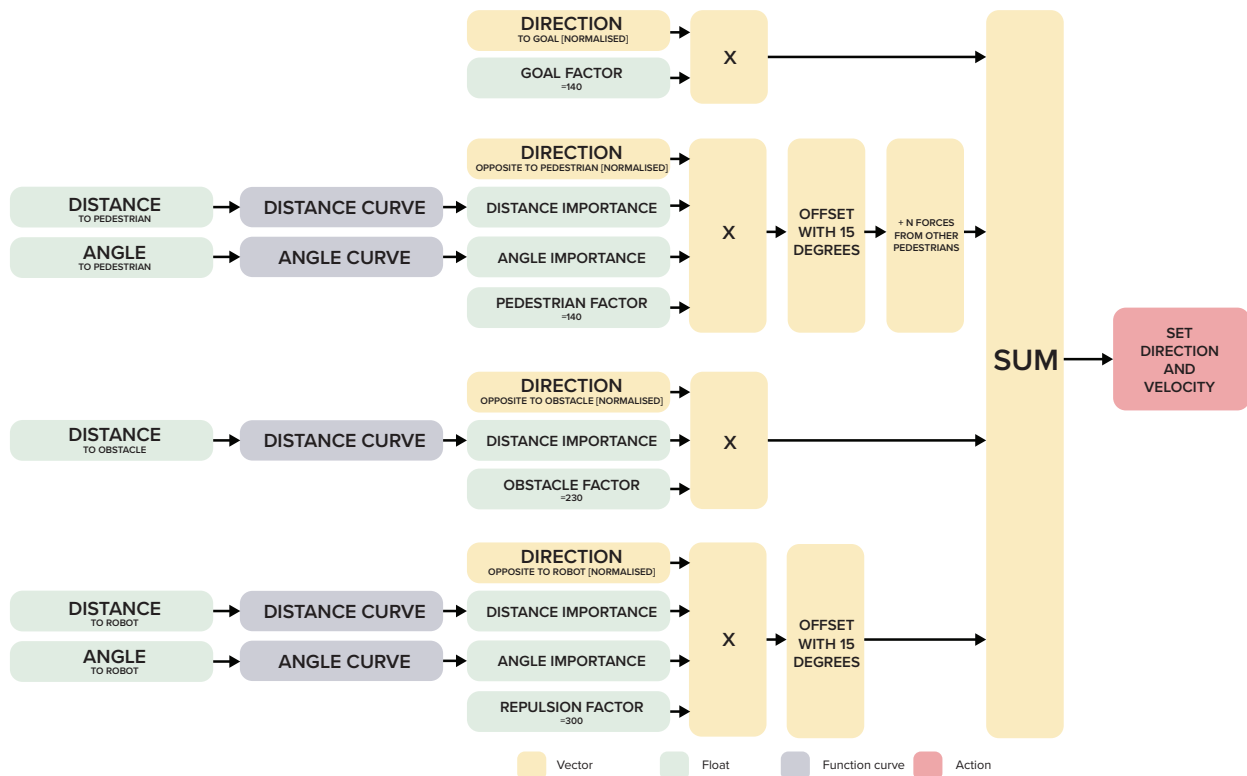 DIRECTION
TO GOAL [NORMALISED]
GOAL FACTOR
=140
X
DIRECTION
OPPOSITE TO PEDESTRIAN [NORMALISED]
DISTANCE
TO PEDESTRIAN
DISTANCE CURVE
DISTANCE IMPORTANCE
ANGLE
TO PEDESTRIAN
ANGLE CURVE
ANGLE IMPORTANCE
PEDESTRIAN FACTOR
=140
X
OFFSET
WITH 15
DEGREES
+ N FORCES
FROM OTHER
PEDESTRIANS
DIRECTION
OPPOSITE TO OBSTACLE [NORMALISED]
DISTANCE
TO OBSTACLE
DISTANCE CURVE
DISTANCE IMPORTANCE
OBSTACLE FACTOR
=230
X
DIRECTION
OPPOSITE TO ROBOT [NORMALISED]
DISTANCE
TO ROBOT
DISTANCE CURVE
DISTANCE IMPORTANCE
ANGLE
TO ROBOT
ANGLE CURVE
ANGLE IMPORTANCE
REPULSION FACTOR
=300
X
OFFSET
WITH 15
DEGREES
SUM
SET
DIRECTION
AND
VELOCITY
Vector
Float
Function curve
Action